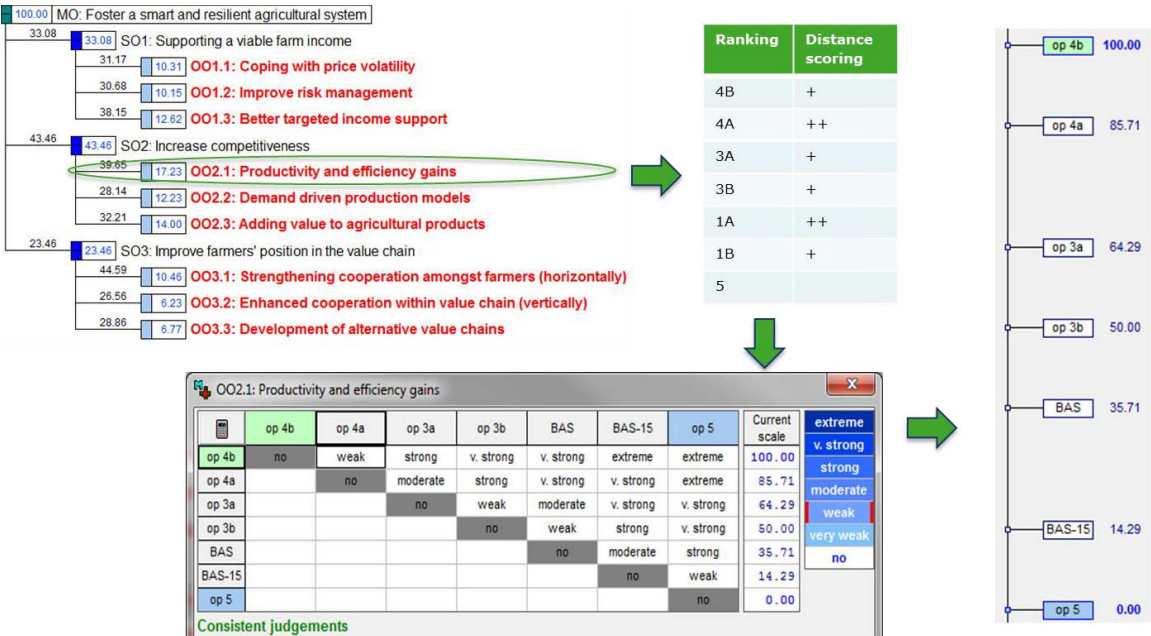 100.00 MO: Foster a smart and resilient agricultural system
33.08 33.08 SO1: Supporting a viable farm income
31.17 10.31 OO1.1: Coping with price volatility
30.68 10.15 OO1.2: Improve risk management
38.15 12.62 OO1.3: Better targeted income support
43.46 43.46 SO2: Increase competitiveness
39.65 17.23 OO2.1: Productivity and efficiency gains
28.14 12.23 OO2.2: Demand driven production models
32.21 14.00 OO2.3: Adding value to agricultural products
23.46 23.46 SO3: Improve farmers' position in the value chain
44.59 10.46 OO3.1: Strengthening cooperation amongst farmers (horizontally)
26.56 6.23 OO3.2: Enhanced cooperation within value chain (vertically)
28.86 6.77 OO3.3: Development of alternative value chains
Ranking Distance scoring
4B +
4A ++
3A +
3B +
1A ++
1B +
5
OO2.1: Productivity and efficiency gains
op 4b op 4a op 3a op 3b BAS BAS-15 op 5 Current scale
op 4b no weak strong v. strong v. strong extreme extreme 100.00
op 4a no moderate strong v. strong v. strong extreme 85.71
op 3a no weak moderate v. strong v. strong 64.29
op 3b no weak strong v. strong 50.00
BAS no moderate strong 35.71
BAS-15 no weak 14.29
op 5 no 0.00
Consistent judgements
extreme
v. strong
strong
moderate
weak
very weak
no
op 4b 100.00
op 4a 85.71
op 3a 64.29
op 3b 50.00
BAS 35.71
BAS-15 14.29
op 5 0.00